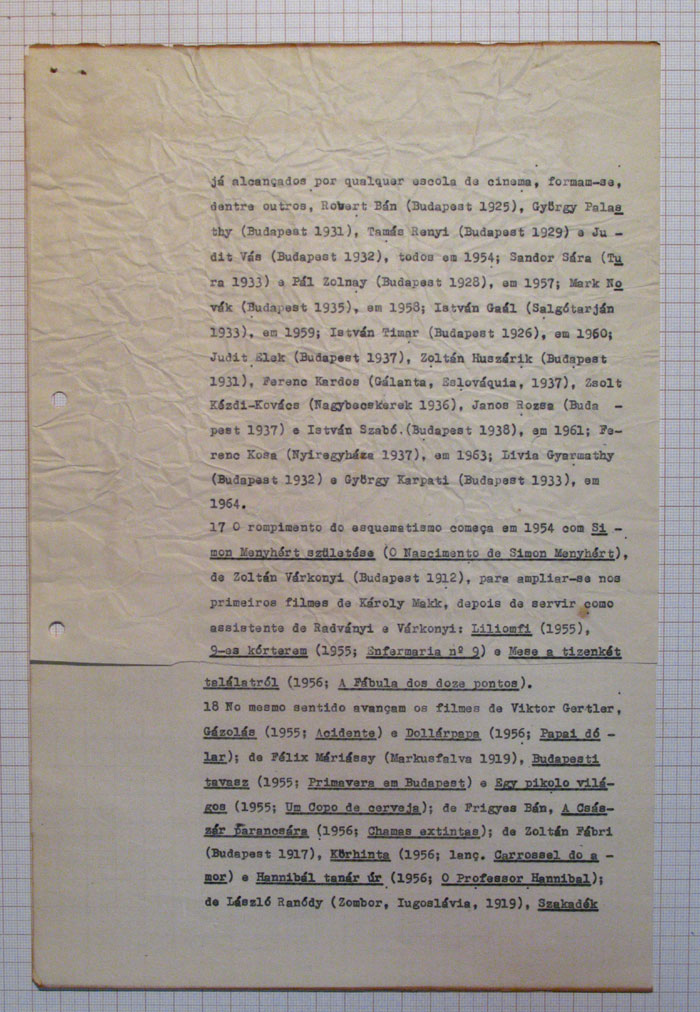 já alcançados por qualquer escola de cinema, formam-se,
dentre outros, Robert Bán (Budapest 1925), György Palas
thy (Budapest 1931), Tamás Renyi (Budapest 1929) e Ju -
dit Vás (Budapest 1932), todos em 1954; Sandor Sára (Tu
ra 1933) e Pál Zolnay (Budapest 1928), em 1957; Mark No
vák (Budapest 1935), em 1958; István Gaál (Salgótarján
1933), em 1959; István Timar (Budapest 1926), em 1960;
Judit Elek (Budapest 1937), Zoltán Huszárik (Budapest
1931), Ferenc Kardos (Gálanta, Eslováquia, 1937), Zsolt
Kézdi-Kovács (Nagybecskerek 1936), Janos Rozsa (Buda -
pest 1937) e István Szabó.(Budapest 1938), em 1961; Fe-
renc Kosa (Nyiregyháza 1937), em 1963; Livia Gyarmathy
(Budapest 1932) e György Karpati (Budapest 1933), em
1964.
17 O rompimento do esquematismo começa em 1954 com Si -
mon Menyhért születése (O Nascimento de Simon Menyhért),
de Zoltán Várkonyi (Budapest 1912), para ampliar-se nos
primeiros filmes de Károly Makk, depois de servir como
assistente de Radványi e Várkonyi: Liliomfi (1955),
9-es kórterem (1955; Enfermaria nº 9) e Mese a tizenkét
találatról (1956; A Fábula dos doze pontos).
18 No mesmo sentido avançam os filmes de Viktor Gertler,
Gázolás (1955; Acidente) e Dollárpapa (1956; Papai dó -
lar); de Félix Máriássy (Markusfalva 1919), Budapesti
tavasz (1955; Primavera em Budapest) e Egy pikolo vilá-
gos (1955; Um Copo de cerveja); de Frigyes Bán, A Csás-
zár parancsára (1956; Chamas extintas); de Zoltán Fábri
(Budapest 1917), Körhinta (1956; lanç. Carrossel do a -
mor) e Hannibál tanár úr (1956; O Professor Hannibal);
de László Ranódy (Zombor, Iugoslávia, 1919), Szakadék